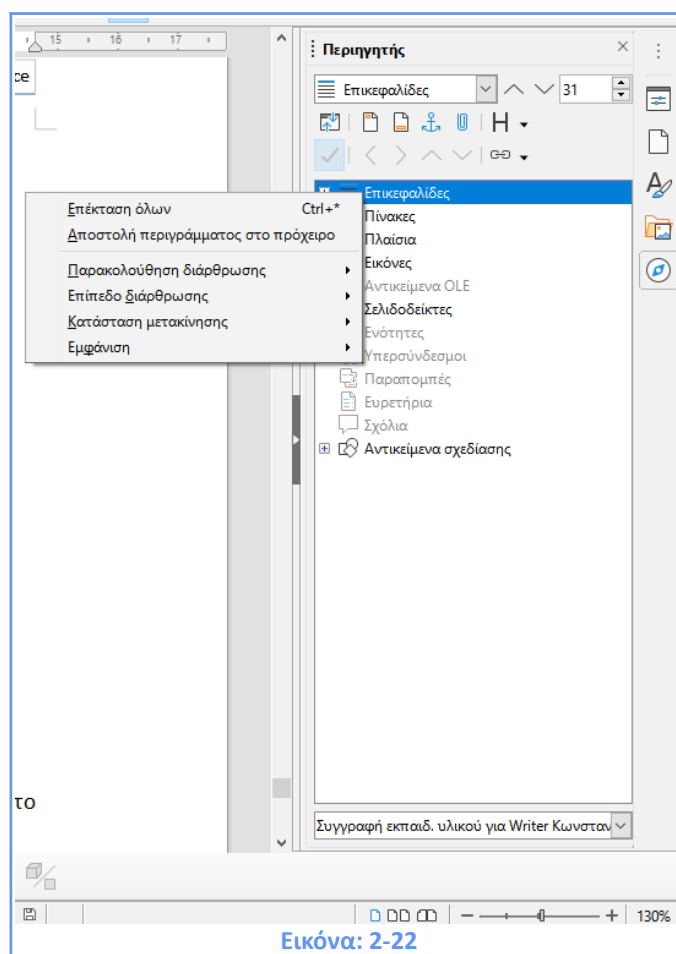 15 16 17
ce
Περιηγητής
Επικεφαλίδες
31
H
Επέκταση όλων Ctrl+*
Αποστολή περιγράμματος στο πρόχειρο
Παρακολούθηση διάρθρωσης
Επίπεδο διάρθρωσης
Κατάσταση μετακίνησης
Εμφάνιση
Επικεφαλίδες
Πίνακες
Πλαίσια
Εικόνες
Αντικείμενα OLE
Σελιδοδείκτες
Ενότητες
Υπερσύνδεσμοι
Παραπομπές
Ευρετήρια
Σχόλια
Αντικείμενα σχεδίασης
το
Συγγραφή εκπαιδ. υλικού για Writer Κωνσταν
130%
Εικόνα: 2-22